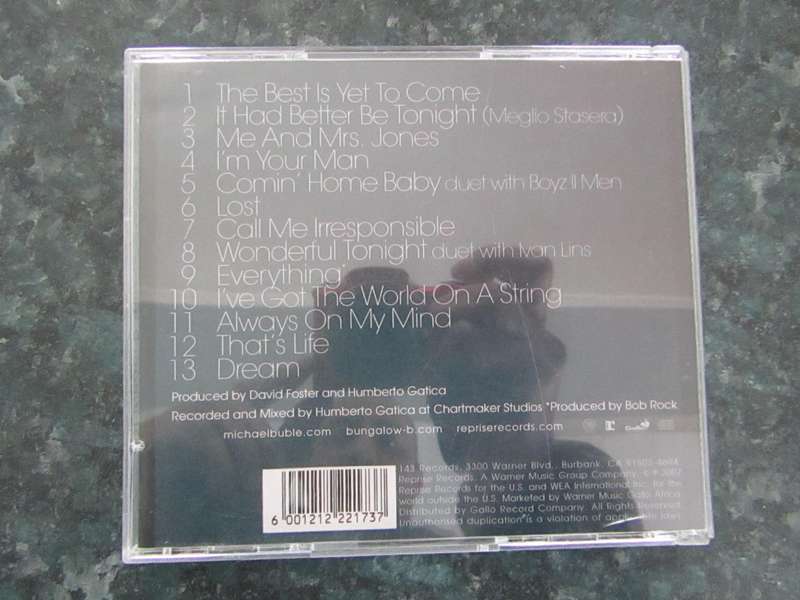 1 The Best Is Yet To Come
2 It Had Better Be Tonight (Meglio Stasera)
3 Me And Mrs. Jones
4 I'm Your Man
5 Comin' Home Baby duet with Boyz II Men
6 Lost
7 Call Me Irresponsible
8 Wonderful Tonight duet with Ivan Lins
9 Everything*
10 I've Got The World On A String
11 Always On My Mind
12 That's Life
13 Dream
Produced by David Foster and Humberto Gatica
Recorded and Mixed by Humberto Gatica at Chartmaker Studios *Produced by Bob Rock
michaelbuble.com bungalow-b.com repriserecords.com
143 Records, 3300 Warner Blvd., Burbank, CA
Reprise Records. A Warner Music Group Company, © ℗ 2007
Reprise Records for the U.S. and WEA International Inc. for the
world outside the U.S. Marketed by Warner Music Gallo Africa
Distributed by Gallo Record Company. All Rights Reserved.
Unauthorised duplication is a violation of applicable laws
6 001212 221737